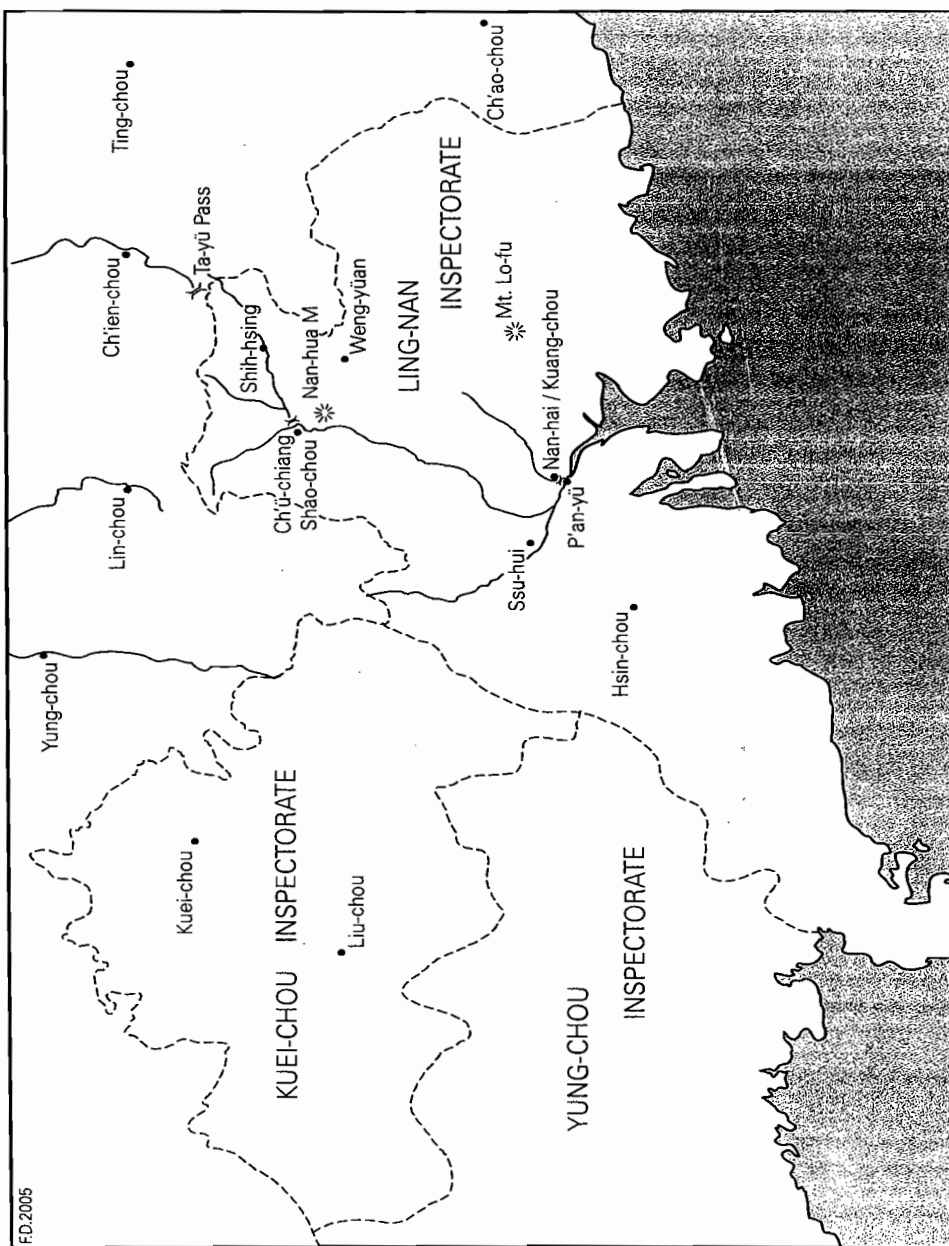 F.D.2005
Yung-chou
Lin-chou
Ch'ien-chou
Ting-chou
Kuei-chou
Ta-yü Pass
Shih-hsing
Ch'ü-chiang
Shao-chou
Nan-hua M
Weng-yüan
KUEI-CHOU INSPECTORATE
Liu-chou
LING-NAN
INSPECTORATE
Ch'ao-chou
Mt. Lo-fu
Ssu-hui
Nan-hai / Kuang-chou
P'an-yü
Hsin-chou
YUNG-CHOU
INSPECTORATE